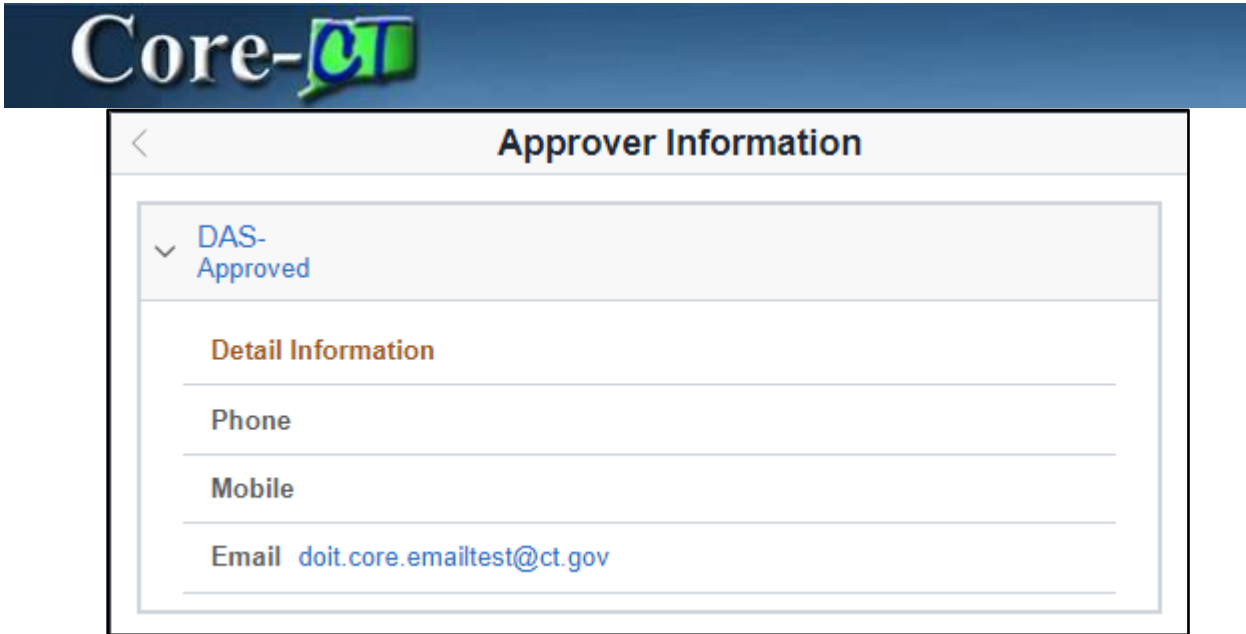 Core-CT
Approver Information
DAS-
Approved
Detail Information
Phone
Mobile
Email doit.core.emailtest@ct.gov